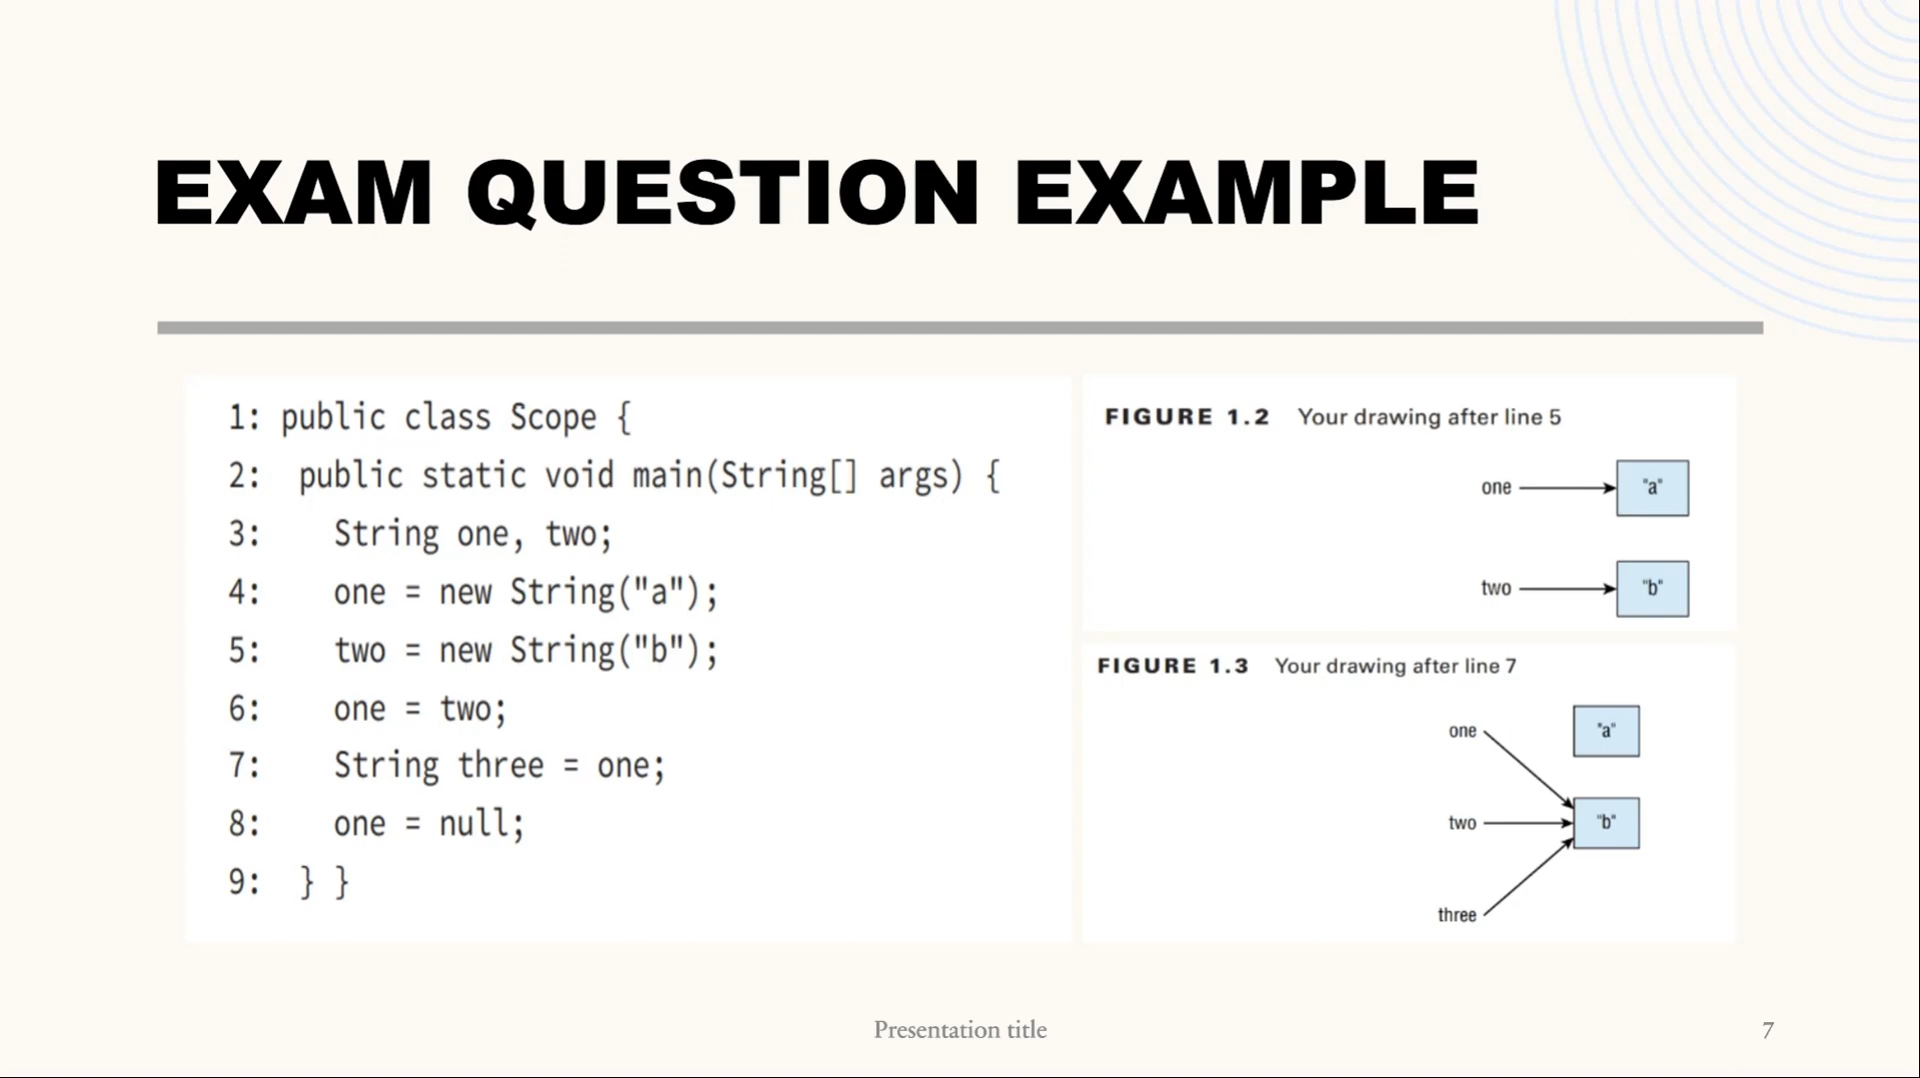 EXAM QUESTION EXAMPLE
1: public class Scope {
2: public static void main(String[] args) {
3: String one, two;
4: one = new String("a");
5: two = new String("b");
6: one = two;
7: String three = one;
8: one = null;
9: } }
FIGURE 1.2 Your drawing after line 5
one "a"
two "b"
FIGURE 1.3 Your drawing after line 7
one "a"
two "b"
three
Presentation title 7